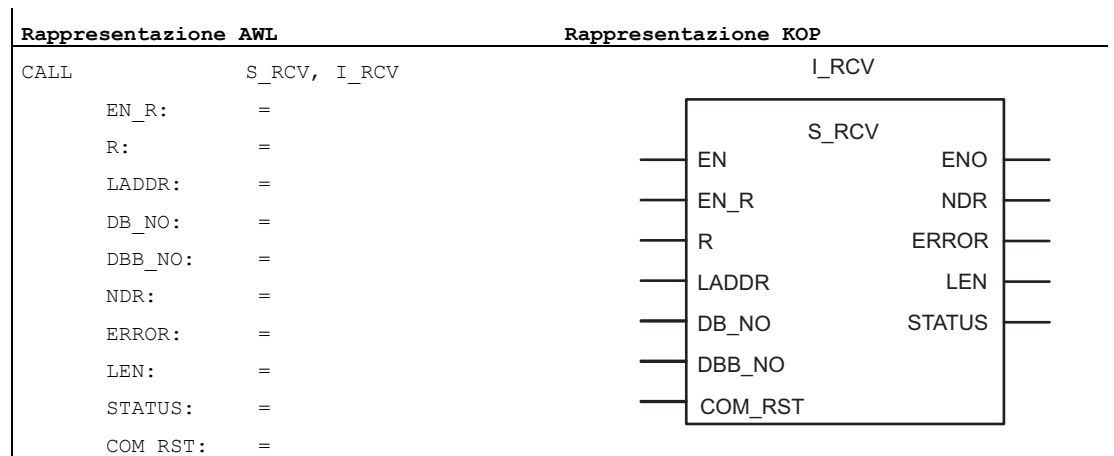 Rappresentazione AWL
Rappresentazione KOP
CALL S_RCV, I_RCV
EN_R: =
R: =
LADDR: =
DB_NO: =
DBB_NO: =
NDR: =
ERROR: =
LEN: =
STATUS: =
COM_RST: =
I_RCV
S_RCV
EN ENO
EN_R NDR
R ERROR
LADDR LEN
DB_NO STATUS
DBB_NO
COM_RST